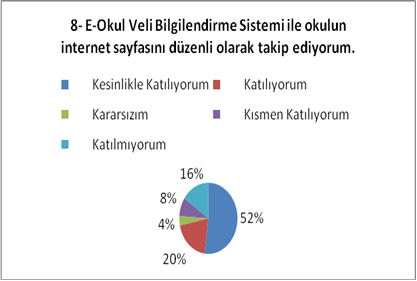 8- E-Okul Veli Bilgilendirme Sistemi ile okulun
internet sayfasını düzenli olarak takip ediyorum.
Kesinlikle Katılıyorum
Katılıyorum
Kararsızım
Kısmen Katılıyorum
Katılmıyorum
16%
8%
4%
20%
52%